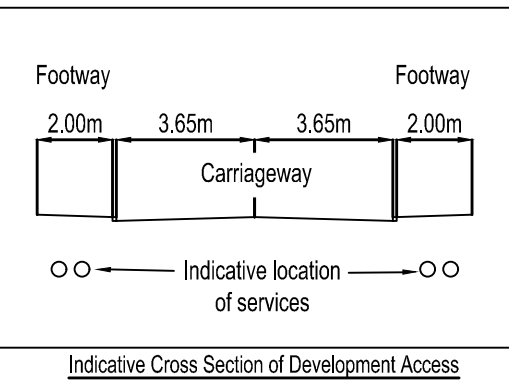 Footway Footway
2.00m 3.65m 3.65m 2.00m
Carriageway
Indicative location
of services
Indicative Cross Section of Development Access